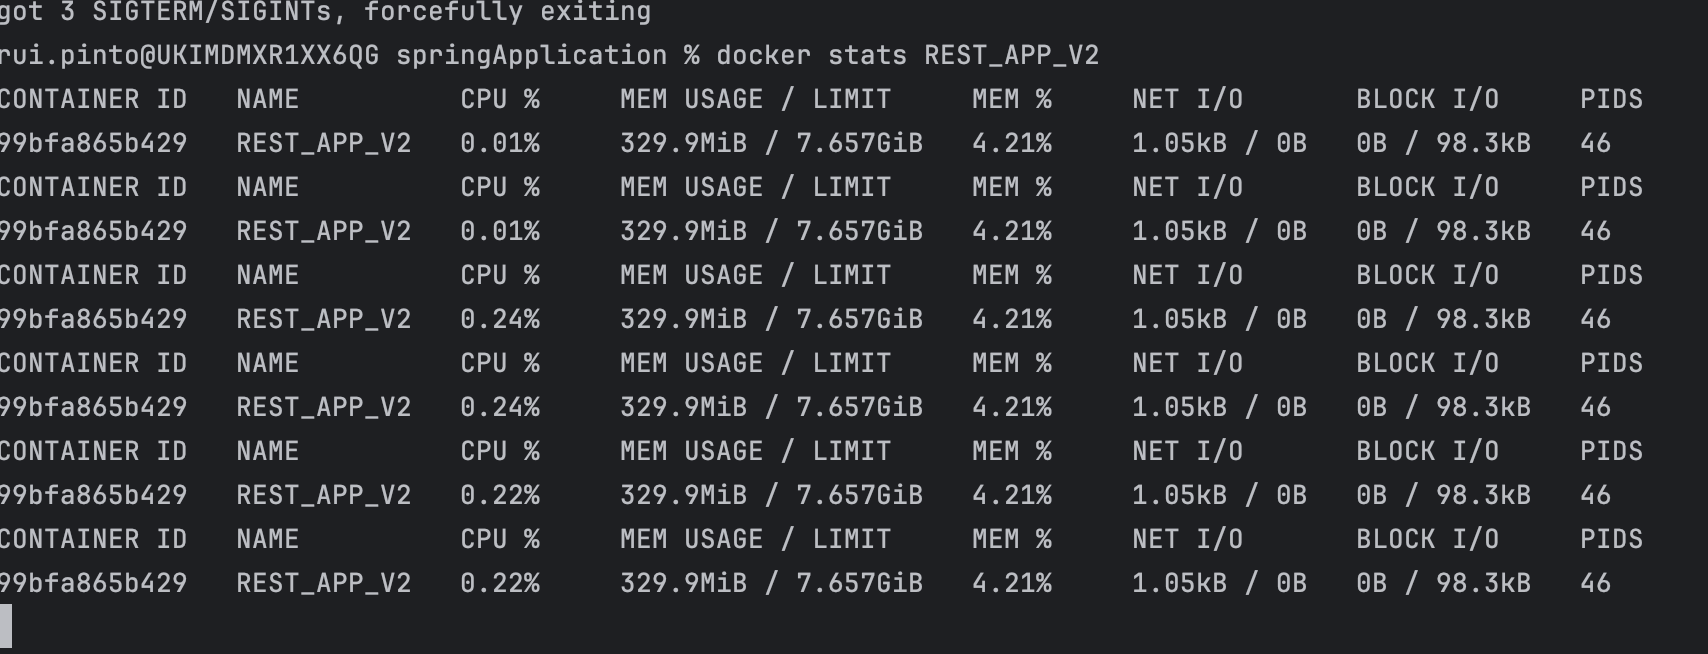 got 3 SIGTERM/SIGINTs, forcefully exiting
rui.pinto@UKIMDMXR1XX6QG springApplication % docker stats REST_APP_V2
CONTAINER ID   NAME          CPU %     MEM USAGE / LIMIT     MEM %     NET I/O       BLOCK I/O     PIDS
99bfa865b429   REST_APP_V2   0.01%     329.9MiB / 7.657GiB   4.21%     1.05kB / 0B   0B / 98.3kB   46
CONTAINER ID   NAME          CPU %     MEM USAGE / LIMIT     MEM %     NET I/O       BLOCK I/O     PIDS
99bfa865b429   REST_APP_V2   0.01%     329.9MiB / 7.657GiB   4.21%     1.05kB / 0B   0B / 98.3kB   46
CONTAINER ID   NAME          CPU %     MEM USAGE / LIMIT     MEM %     NET I/O       BLOCK I/O     PIDS
99bfa865b429   REST_APP_V2   0.24%     329.9MiB / 7.657GiB   4.21%     1.05kB / 0B   0B / 98.3kB   46
CONTAINER ID   NAME          CPU %     MEM USAGE / LIMIT     MEM %     NET I/O       BLOCK I/O     PIDS
99bfa865b429   REST_APP_V2   0.24%     329.9MiB / 7.657GiB   4.21%     1.05kB / 0B   0B / 98.3kB   46
CONTAINER ID   NAME          CPU %     MEM USAGE / LIMIT     MEM %     NET I/O       BLOCK I/O     PIDS
99bfa865b429   REST_APP_V2   0.22%     329.9MiB / 7.657GiB   4.21%     1.05kB / 0B   0B / 98.3kB   46
CONTAINER ID   NAME          CPU %     MEM USAGE / LIMIT     MEM %     NET I/O       BLOCK I/O     PIDS
99bfa865b429   REST_APP_V2   0.22%     329.9MiB / 7.657GiB   4.21%     1.05kB / 0B   0B / 98.3kB   46